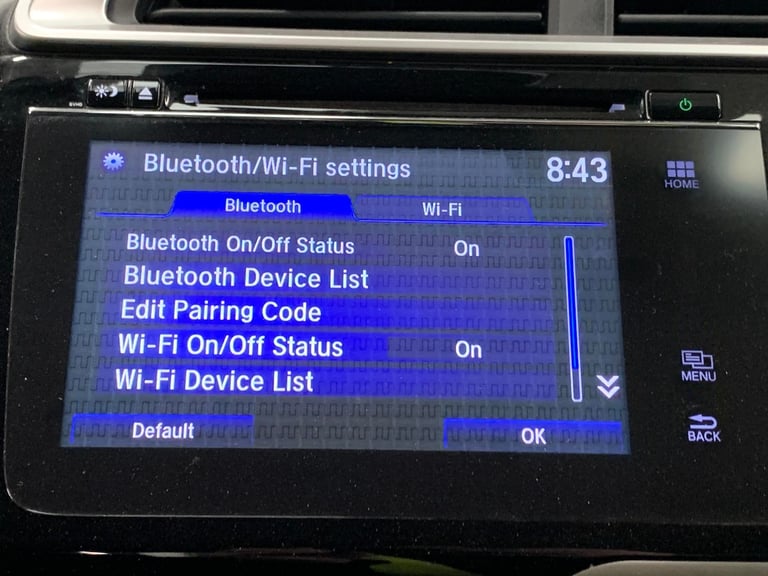 Bluetooth/Wi-Fi settings
8:43
Bluetooth
Wi-Fi
Bluetooth On/Off Status On
Bluetooth Device List
Edit Pairing Code
Wi-Fi On/Off Status On
Wi-Fi Device List
Default
OK
HOME
MENU
BACK